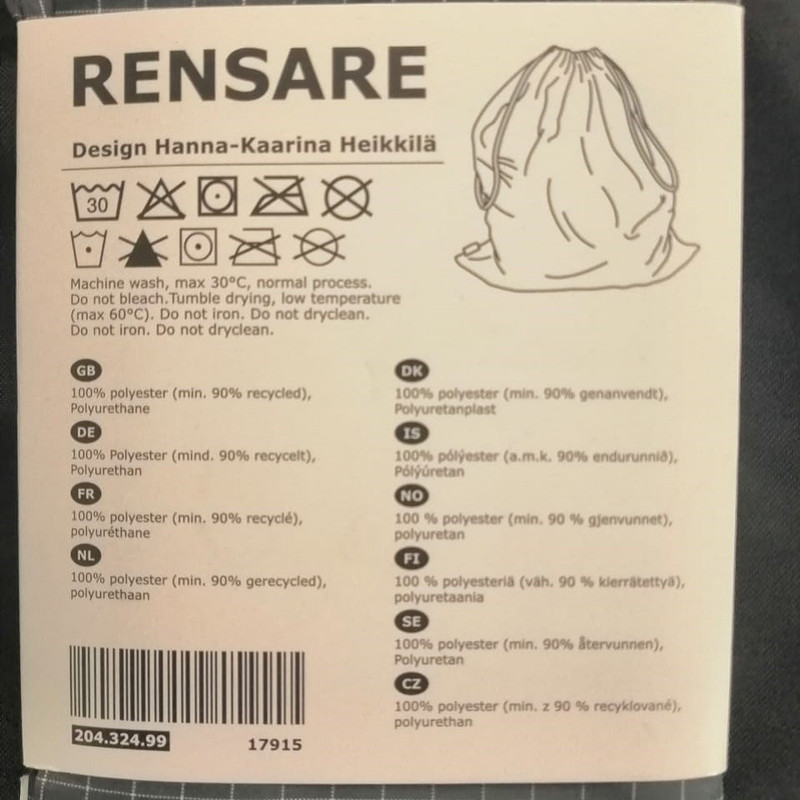 RENSARE
Design Hanna-Kaarina Heikkilä
30
Machine wash, max 30°C, normal process.
Do not bleach.Tumble drying, low temperature
(max 60°C). Do not iron. Do not dryclean.
Do not iron. Do not dryclean.
GB
100% polyester (min. 90% recycled),
Polyurethane
DE
100% Polyester (mind. 90% recycelt),
Polyurethan
FR
100% polyester (min. 90% recyclé),
polyuréthane
NL
100% polyester (min. 90% gerecycled),
polyurethaan
DK
100% polyester (min. 90% genanvendt),
Polyuretanplast
IS
100% pólýester (a.m.k. 90% endurunnið),
Pólýúretan
NO
100 % polyester (min. 90 % gjenvunnet),
polyuretan
FI
100 % polyesteriä (väh. 90 % kierrätettyä),
polyuretaania
SE
100% polyester (min. 90% återvunnen),
Polyuretan
CZ
100% polyester (min. z 90 % recyklované),
polyurethan
204.324.99
17915